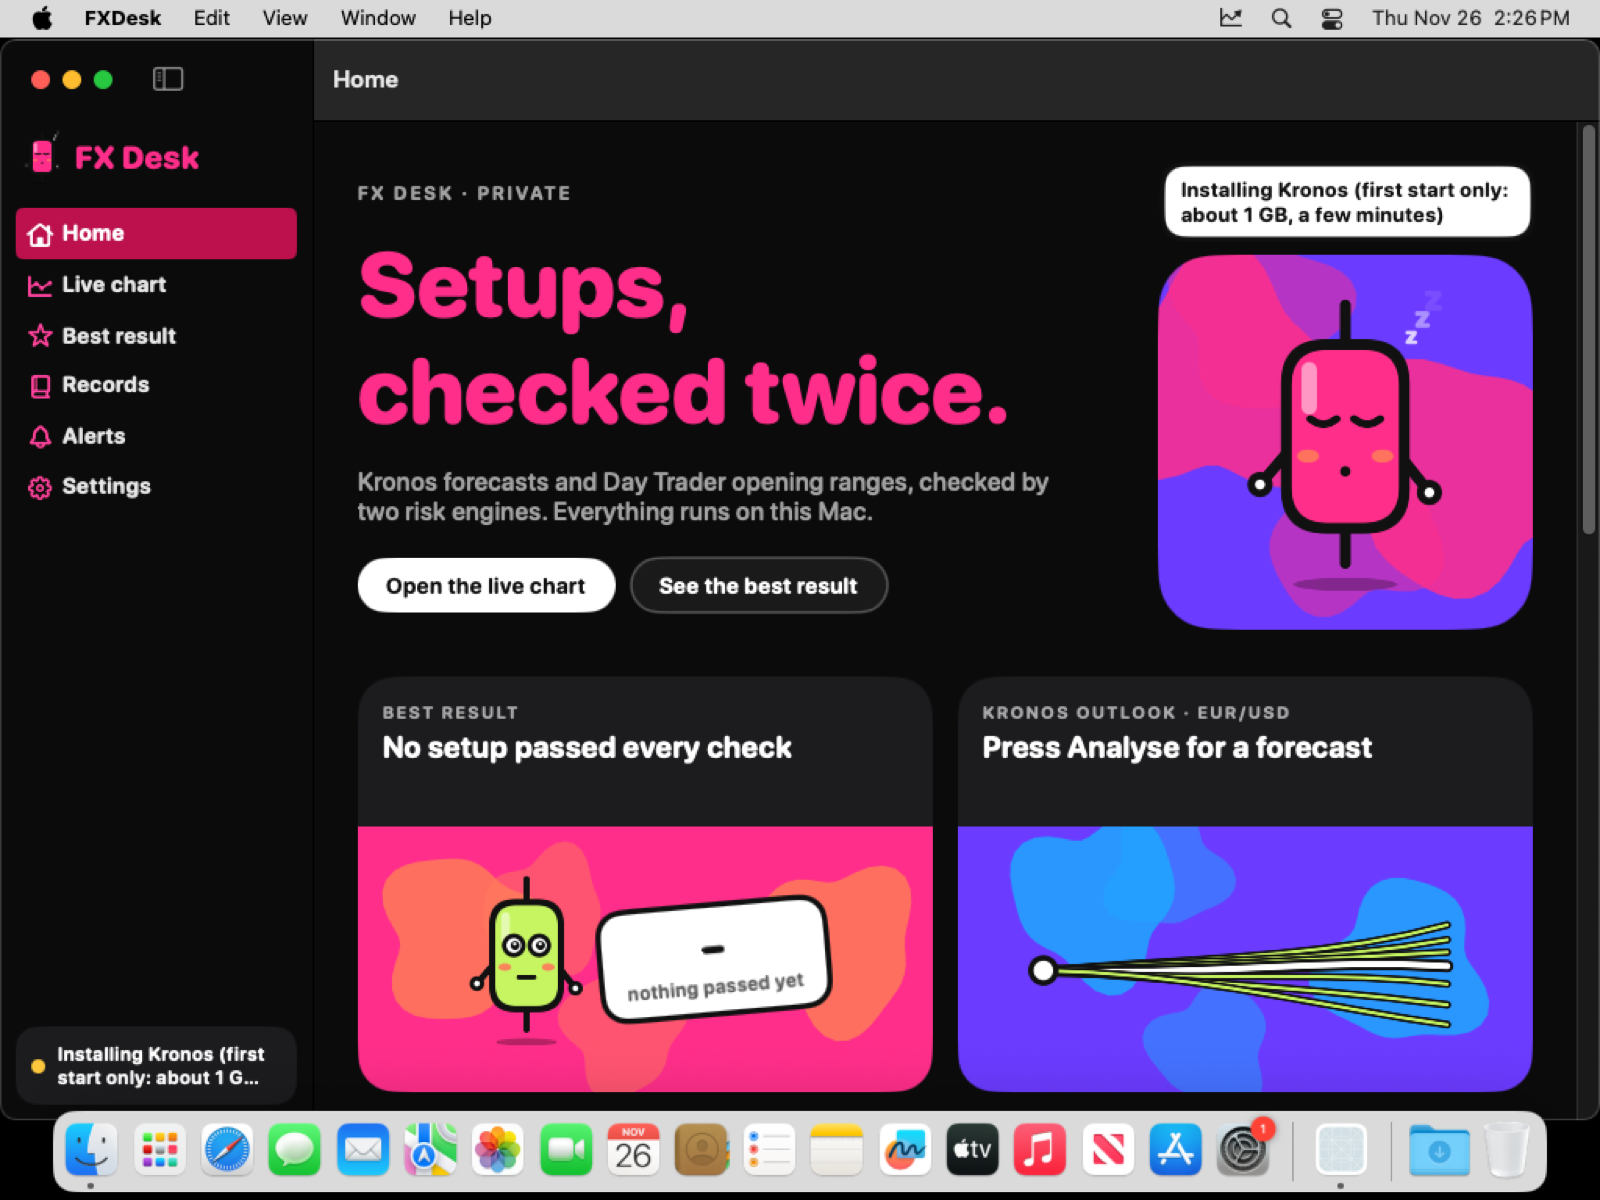 FXDesk Edit View Window Help Thu Nov 26 2:26 PM
Home
FX Desk
Home
Live chart
Best result
Records
Alerts
Settings
Installing Kronos (first
start only: about 1 G...
FX DESK · PRIVATE
Setups,
checked twice.
Kronos forecasts and Day Trader opening ranges, checked by
two risk engines. Everything runs on this Mac.
Open the live chart
See the best result
Installing Kronos (first start only:
about 1 GB, a few minutes)
z
z
z
BEST RESULT
No setup passed every check
–
nothing passed yet
KRONOS OUTLOOK · EUR/USD
Press Analyse for a forecast
NOV
26
tv
1